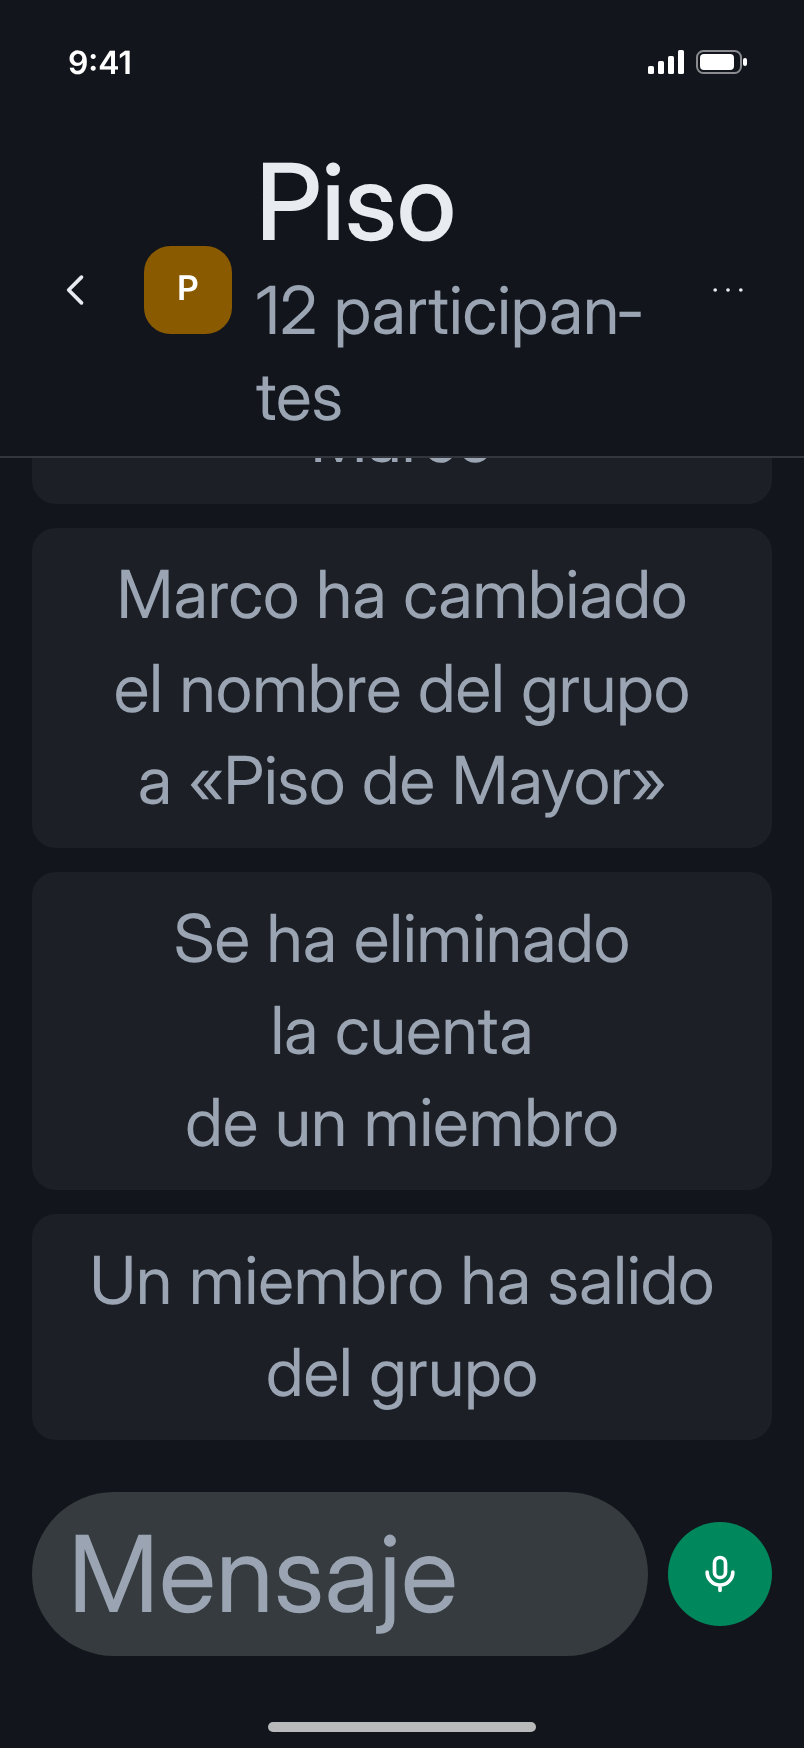 9:41
Piso
P
12 participan-
tes
Marco ha cambiado
el nombre del grupo
a «Piso de Mayor»
Se ha eliminado
la cuenta
de un miembro
Un miembro ha salido
del grupo
Mensaje